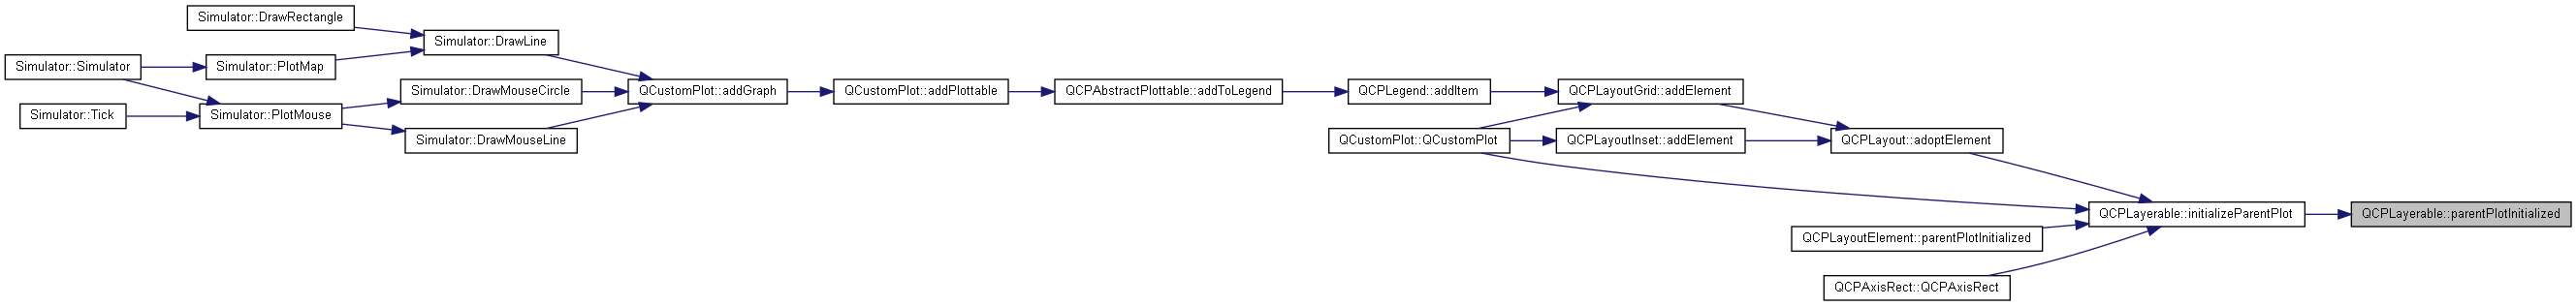 Simulator::DrawRectangle
Simulator::DrawLine
Simulator::Simulator
Simulator::PlotMap
Simulator::DrawMouseCircle
QCustomPlot::addGraph
QCustomPlot::addPlottable
QCPAbstractPlottable::addToLegend
QCPLegend::addItem
QCPLayoutGrid::addElement
Simulator::Tick
Simulator::PlotMouse
Simulator::DrawMouseLine
QCustomPlot::QCustomPlot
QCPLayoutInset::addElement
QCPLayout::adoptElement
QCPLayerable::initializeParentPlot
QCPLayerable::parentPlotInitialized
QCPLayoutElement::parentPlotInitialized
QCPAxisRect::QCPAxisRect